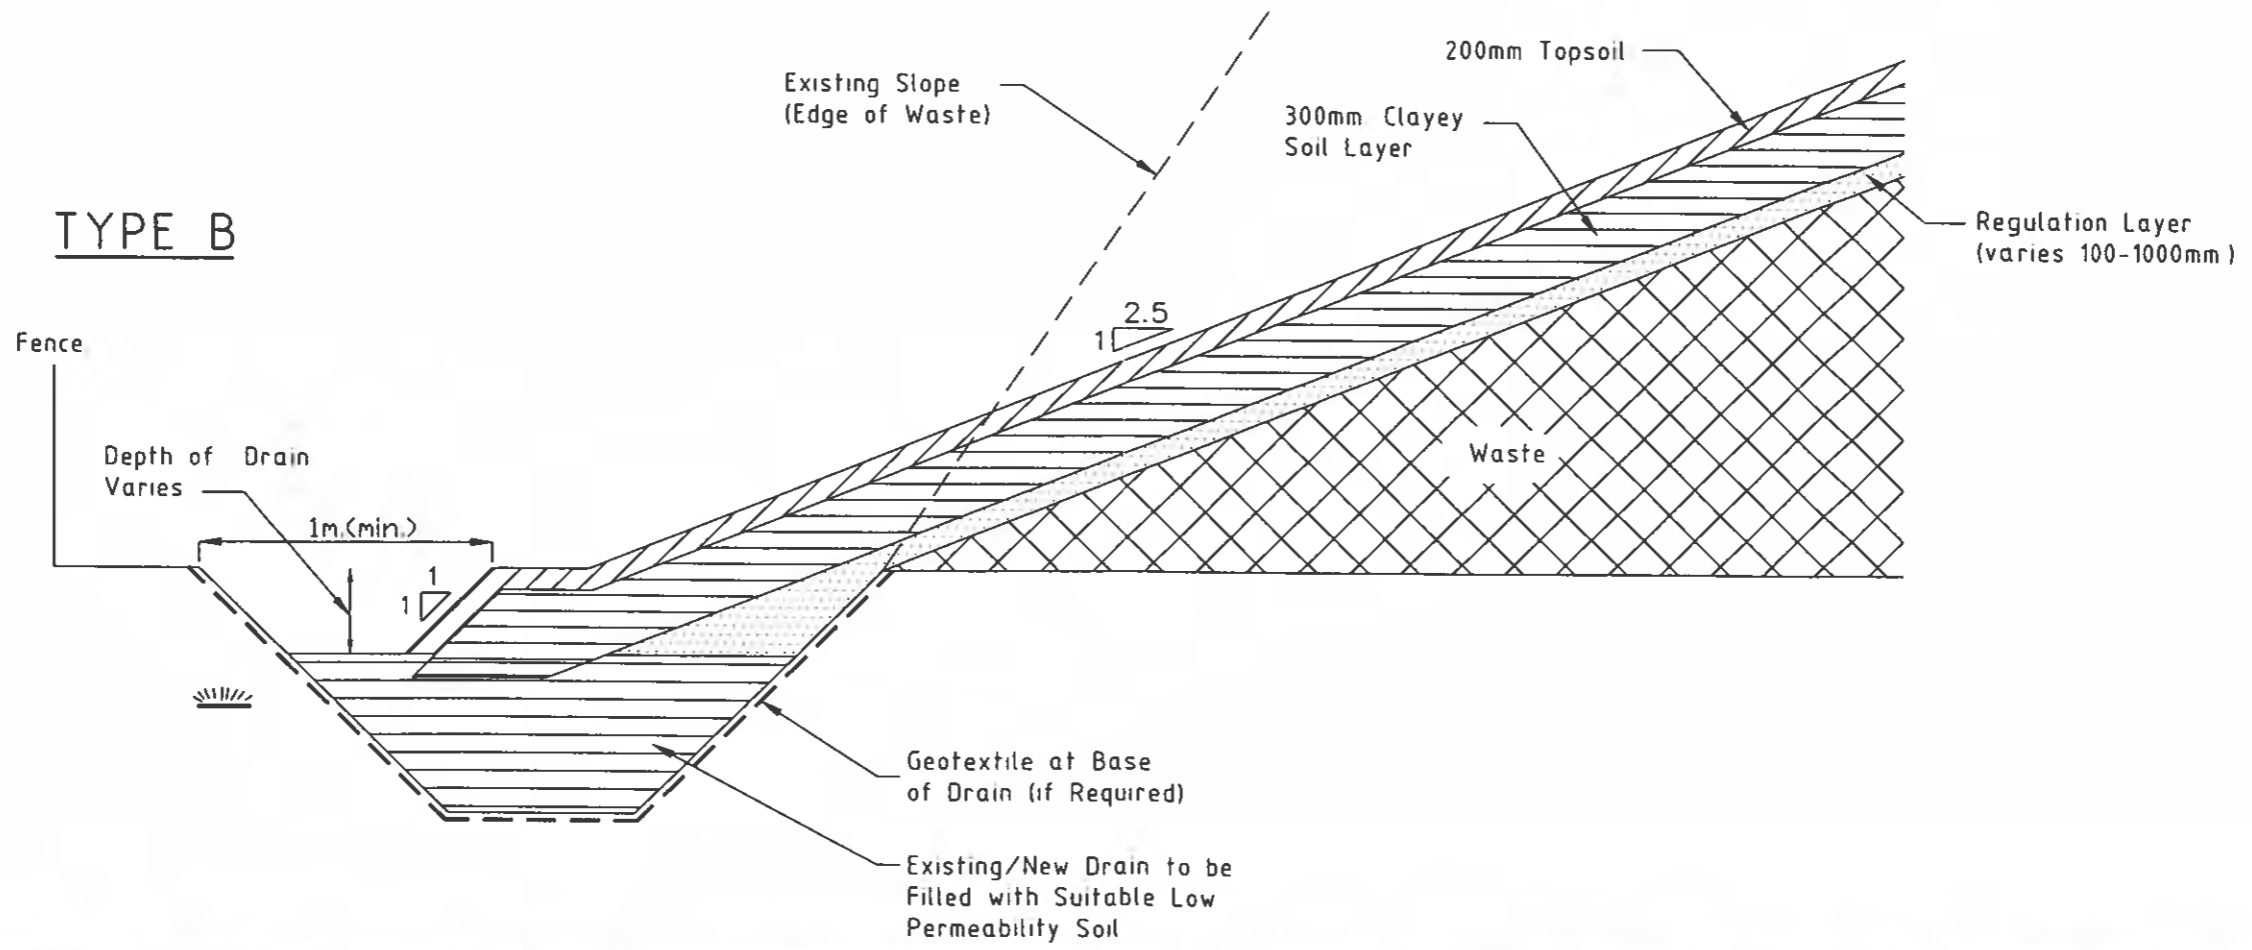 200mm Topsoil
Existing Slope
(Edge of Waste)
300mm Clayey
Soil Layer
TYPE B
Regulation Layer
(varies 100-1000mm)
2.5
1
Fence
Depth of Drain
Varies
Waste
1m.(min.)
1
1
Geotextile at Base
of Drain (if Required)
Existing/New Drain to be
Filled with Suitable Low
Permeability Soil